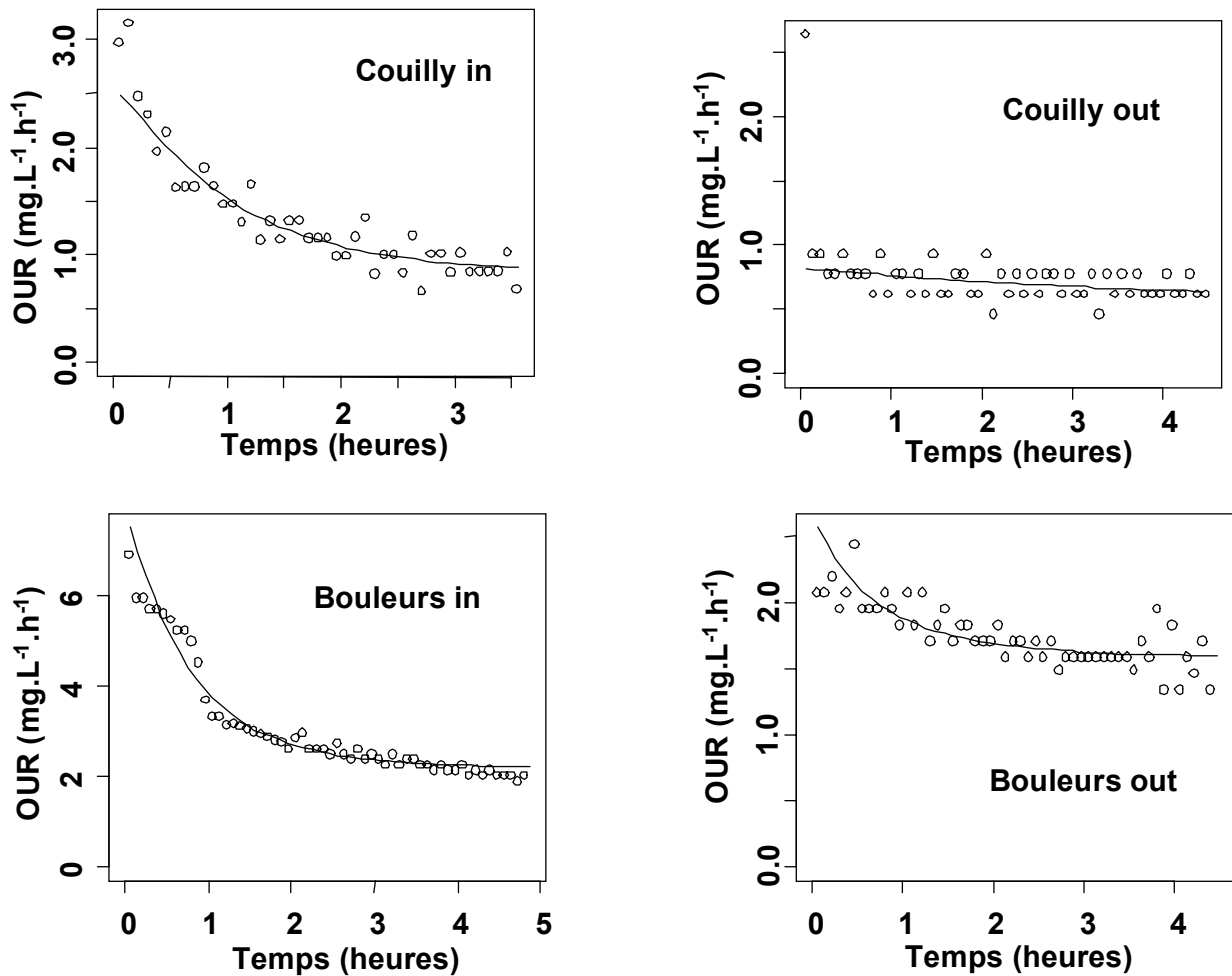 Couilly in
OUR (mg.L-1.h-1)
3.0
2.0
1.0
0.0
0 1 2 3
Temps (heures)
Couilly out
OUR (mg.L-1.h-1)
2.0
1.0
0.0
0 1 2 3 4
Temps (heures)
Bouleurs in
OUR (mg.L-1.h-1)
6
4
2
0
0 1 2 3 4 5
Temps (heures)
Bouleurs out
OUR (mg.L-1.h-1)
2.0
1.0
0.0
0 1 2 3 4
Temps (heures)